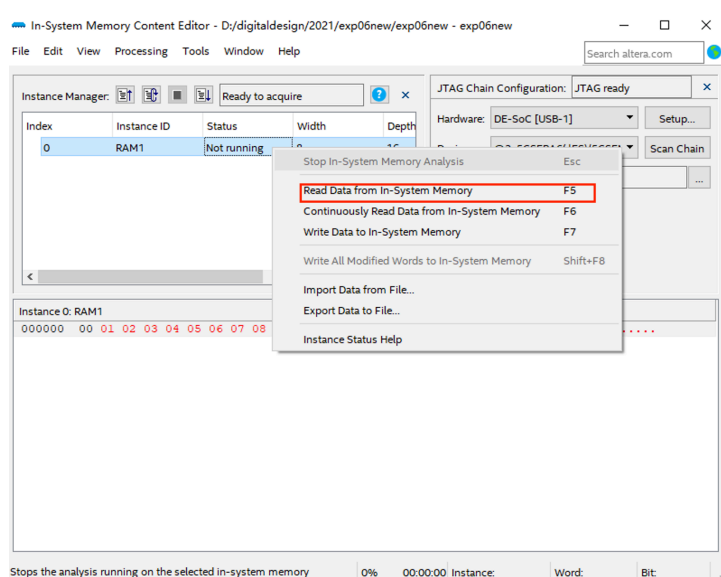 In-System Memory Content Editor - D:/digitaldesign/2021/exp06new/exp06new - exp06new
File Edit View Processing Tools Window Help
Search altera.com
Instance Manager: Ready to acquire
JTAG Chain Configuration: JTAG ready
Hardware: DE-SoC [USB-1] Setup...
Index Instance ID Status Width Depth
0 RAM1 Not running
Scan Chain
...
Stop In-System Memory Analysis Esc
Read Data from In-System Memory F5
Continuously Read Data from In-System Memory F6
Write Data to In-System Memory F7
Write All Modified Words to In-System Memory Shift+F8
Import Data from File...
Export Data to File...
Instance Status Help
Instance 0: RAM1
000000 00 01 02 03 04 05 06 07 08
Stops the analysis running on the selected in-system memory 0% 00:00:00 Instance: Word: Bit: